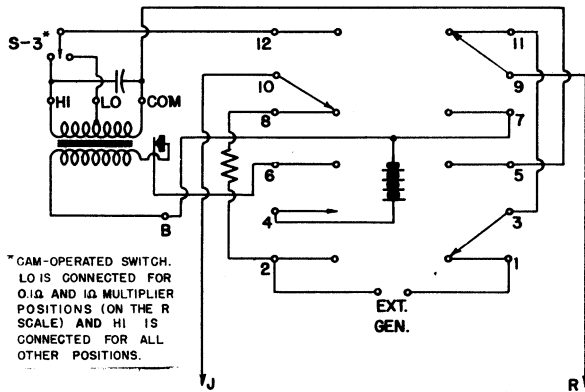 S-3*
12
11
HI
LO
COM
10
9
8
7
6
5
4
3
B
2
1
EXT.
GEN.
*CAM-OPERATED SWITCH.
LO IS CONNECTED FOR
0.1Ω AND 1Ω MULTIPLIER
POSITIONS (ON THE R
SCALE) AND HI IS
CONNECTED FOR ALL
OTHER POSITIONS.
J
R